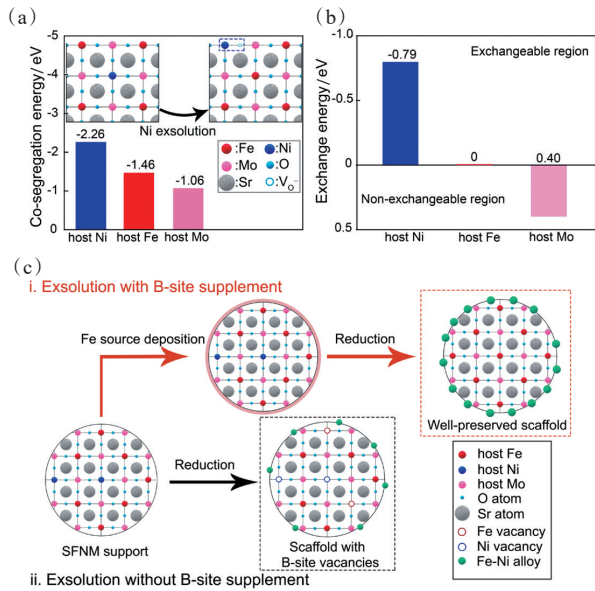 (a)
Co-segregation energy/ eV
-5
-4
-3
-2
-1
0
Ni exsolution
:Fe :Ni
:Mo :O
:Sr :V₀··
-2.26
-1.46
-1.06
host Ni host Fe host Mo
(b)
Exchange energy/ eV
-1.0
-0.5
0
0.5
-0.79
Exchangeable region
0
0.40
Non-exchangeable region
host Ni host Fe host Mo
(c)
i. Exsolution with B-site supplement
Fe source deposition
Reduction
Well-preserved scaffold
SFNM support
Reduction
Scaffold with
B-site vacancies
host Fe
host Ni
host Mo
O atom
Sr atom
Fe vacancy
Ni vacancy
Fe-Ni alloy
ii. Exsolution without B-site supplement